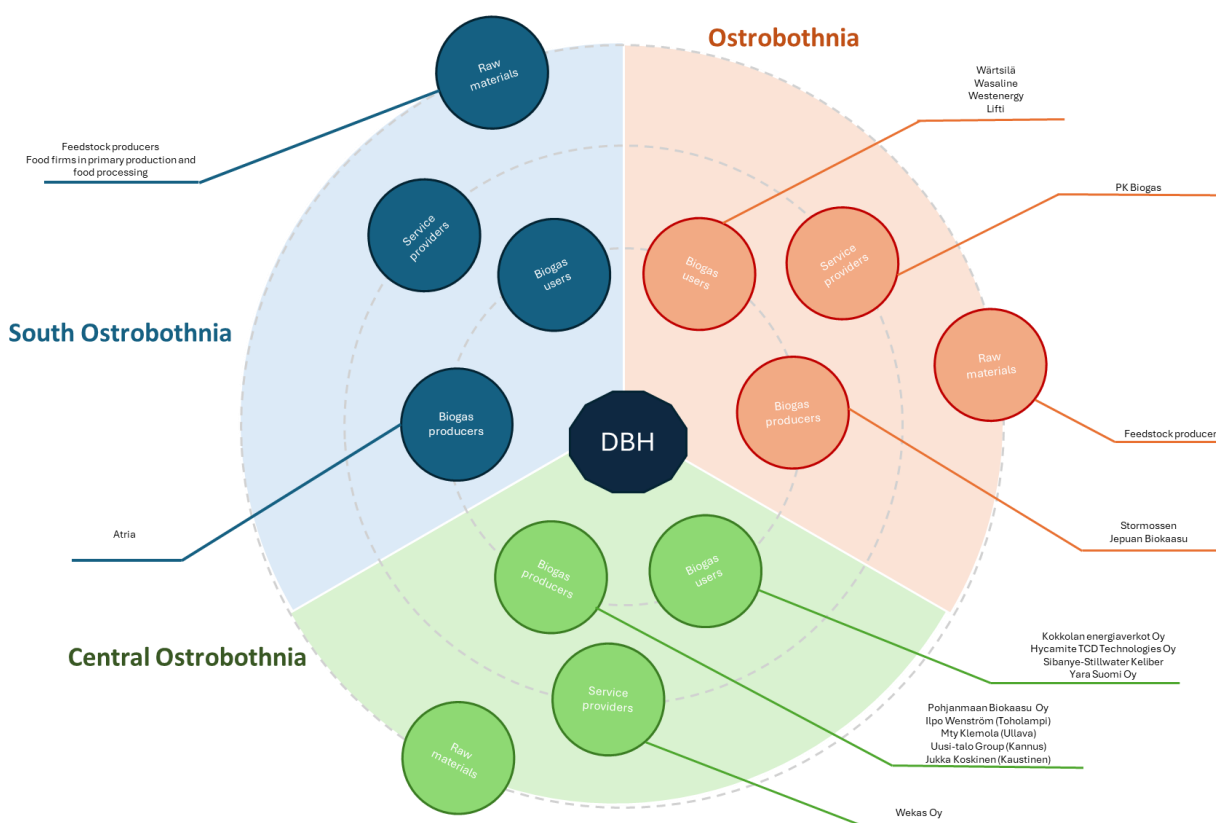 Ostrobothnia
Wärtsilä
Wasaline
Westenergy
Lifti
Raw
materials
Feedstock producers
Food firms in primary production and
food processing
PK Biogas
Service
providers
Biogas
users
Biogas
users
Service
providers
South Ostrobothnia
Raw
materials
Biogas
producers
Biogas
producers
DBH
Feedstock producer
Atria
Stormossen
Jepuan Biokaasu
Biogas
producers
Biogas
users
Central Ostrobothnia
Kokkolan energiaverkot Oy
Hycamite TCD Technologies Oy
Sibanye-Stillwater Keliber
Yara Suomi Oy
Service
providers
Pohjanmaan Biokaasu Oy
Ilpo Wenström (Toholampi)
Mty Klemola (Ullava)
Uusi-talo Group (Kannus)
Jukka Koskinen (Kaustinen)
Raw
materials
Wekas Oy